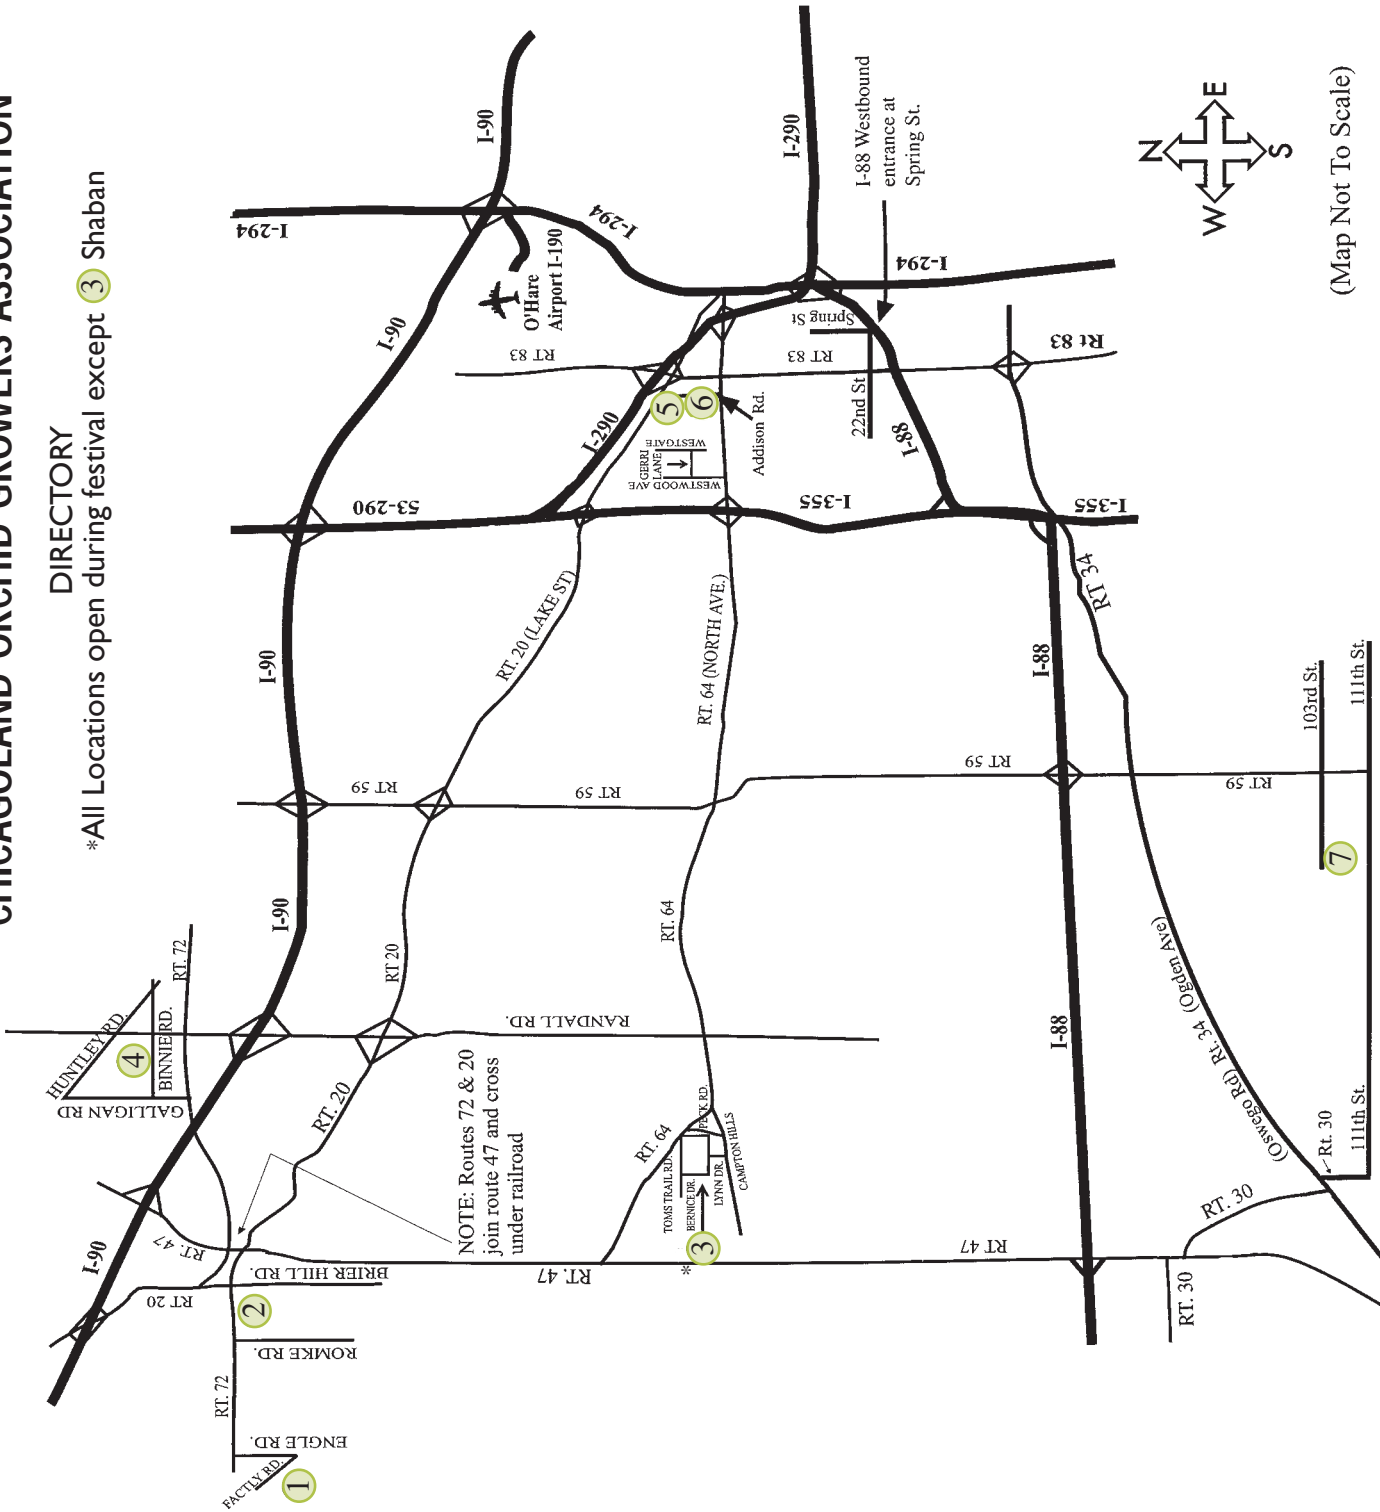 CHICAGOLAND ORCHID GROWERS ASSOCIATION
DIRECTORY
*All Locations open during festival except 3 Shaban
I-90
RT 20
RT. 47
BRIER HILL RD.
2
ROMKE RD.
RT. 72
ENGLE RD.
FACTLY RD.
1
HUNTLEY RD.
4
BINNIE RD.
GALLIGAN RD
RT. 72
I-90
RANDALL RD.
RT. 20
RT 20
NOTE: Routes 72 & 20
join route 47 and cross
under railroad
I-90
RT 59
RT 59
RT. 20 (LAKE ST)
53-290
I-90
I-290
I-294
I-90
O'Hare
Airport I-190
I-294
RT 83
RT 83
5
6
Addison Rd.
WESTGATE
GERRI
LANE
WESTWOOD AVE
I-355
Spring St
22nd St
I-88
I-290
I-88 Westbound
entrance at
Spring St.
I-294
Rt 83
I-355
RT. 64 (NORTH AVE.)
RT. 64
RT. 64
PECK RD.
TOMS TRAIL RD.
BERNICE DR.
LYNN DR.
CAMPTON HILLS
* 3
RT. 47
RT 47
RT 59
RT 59
I-88
I-88
RT 34
(Oswego Rd) Rt. 34 (Ogden Ave)
RT. 30
RT. 30
Rt. 30
111th St.
7
103rd St.
111th St.
N
W
E
S
(Map Not To Scale)